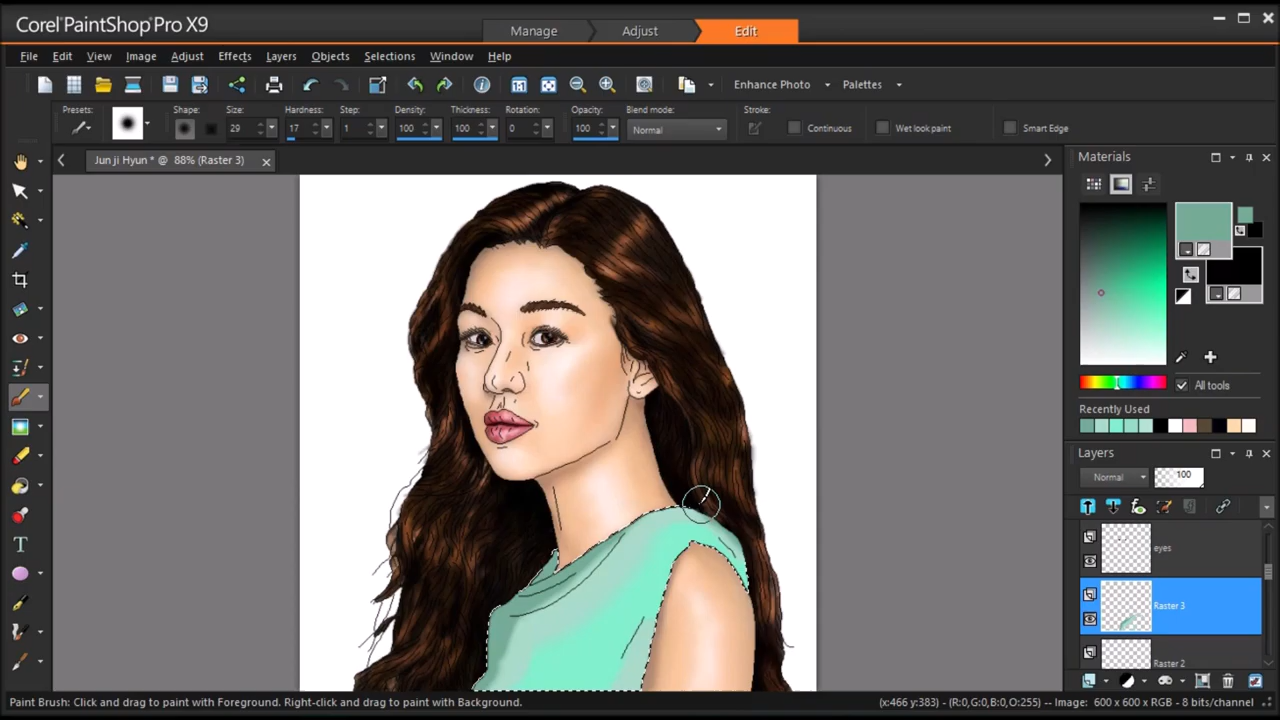 Corel PaintShop Pro X9
Manage Adjust Edit
File Edit View Image Adjust Effects Layers Objects Selections Window Help
Enhance Photo Palettes
Presets: Shape: Size: Hardness: Step: Density: Thickness: Rotation: Opacity: Blend mode: Stroke:
29 17 1 100 100 0 100 Normal Continuous Wet look paint Smart Edge
Jun ji Hyun * @ 88% (Raster 3)
Materials
All tools
Recently Used
Layers
Normal 100
eyes
Raster 3
Raster 2
Paint Brush: Click and drag to paint with Foreground. Right-click and drag to paint with Background.
(x:466 y:383) -- (R:0,G:0,B:0,O:255) -- Image: 600 x 600 x RGB - 8 bits/channel